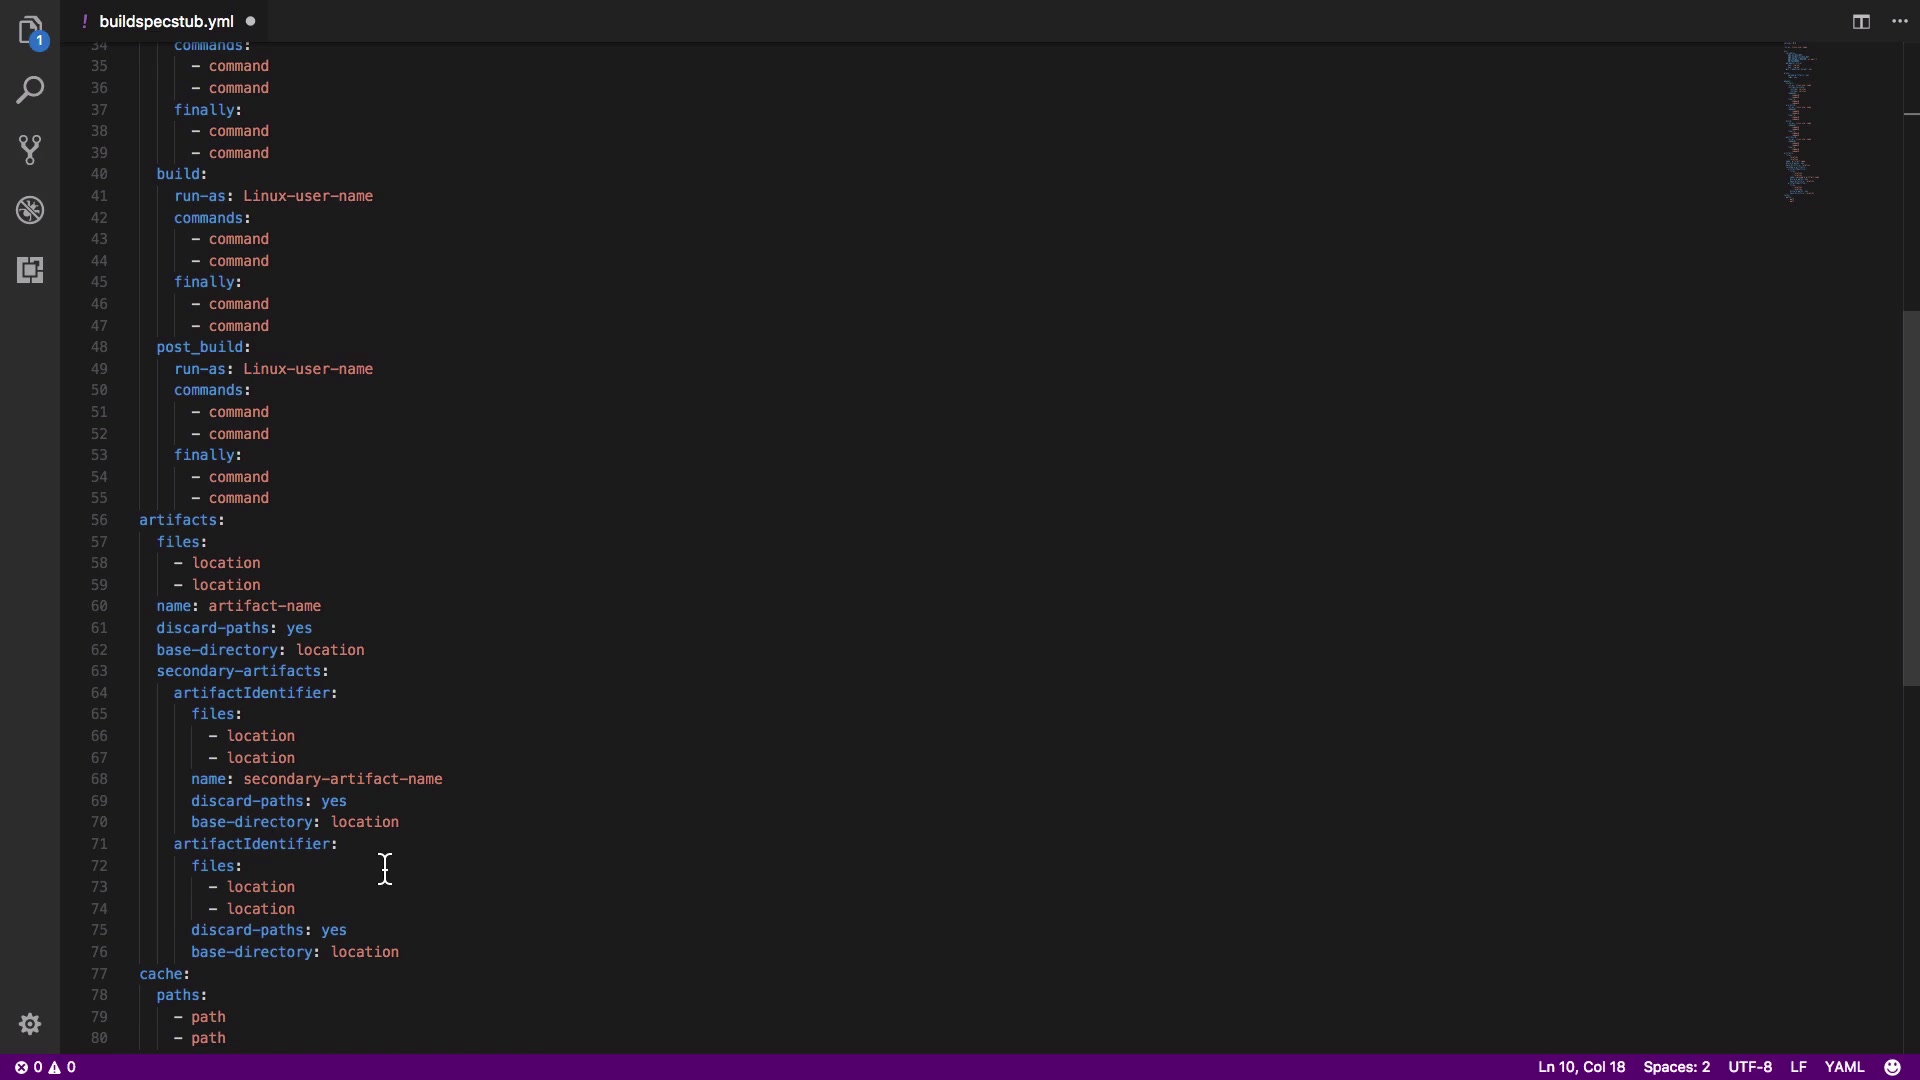 ! buildspecstub.yml
1
34 commands:
35 - command
36 - command
37 finally:
38 - command
39 - command
40 build:
41 run-as: Linux-user-name
42 commands:
43 - command
44 - command
45 finally:
46 - command
47 - command
48 post_build:
49 run-as: Linux-user-name
50 commands:
51 - command
52 - command
53 finally:
54 - command
55 - command
56 artifacts:
57 files:
58 - location
59 - location
60 name: artifact-name
61 discard-paths: yes
62 base-directory: location
63 secondary-artifacts:
64 artifactIdentifier:
65 files:
66 - location
67 - location
68 name: secondary-artifact-name
69 discard-paths: yes
70 base-directory: location
71 artifactIdentifier:
72 files:
73 - location
74 - location
75 discard-paths: yes
76 base-directory: location
77 cache:
78 paths:
79 - path
80 - path
0 0 Ln 10, Col 18 Spaces: 2 UTF-8 LF YAML